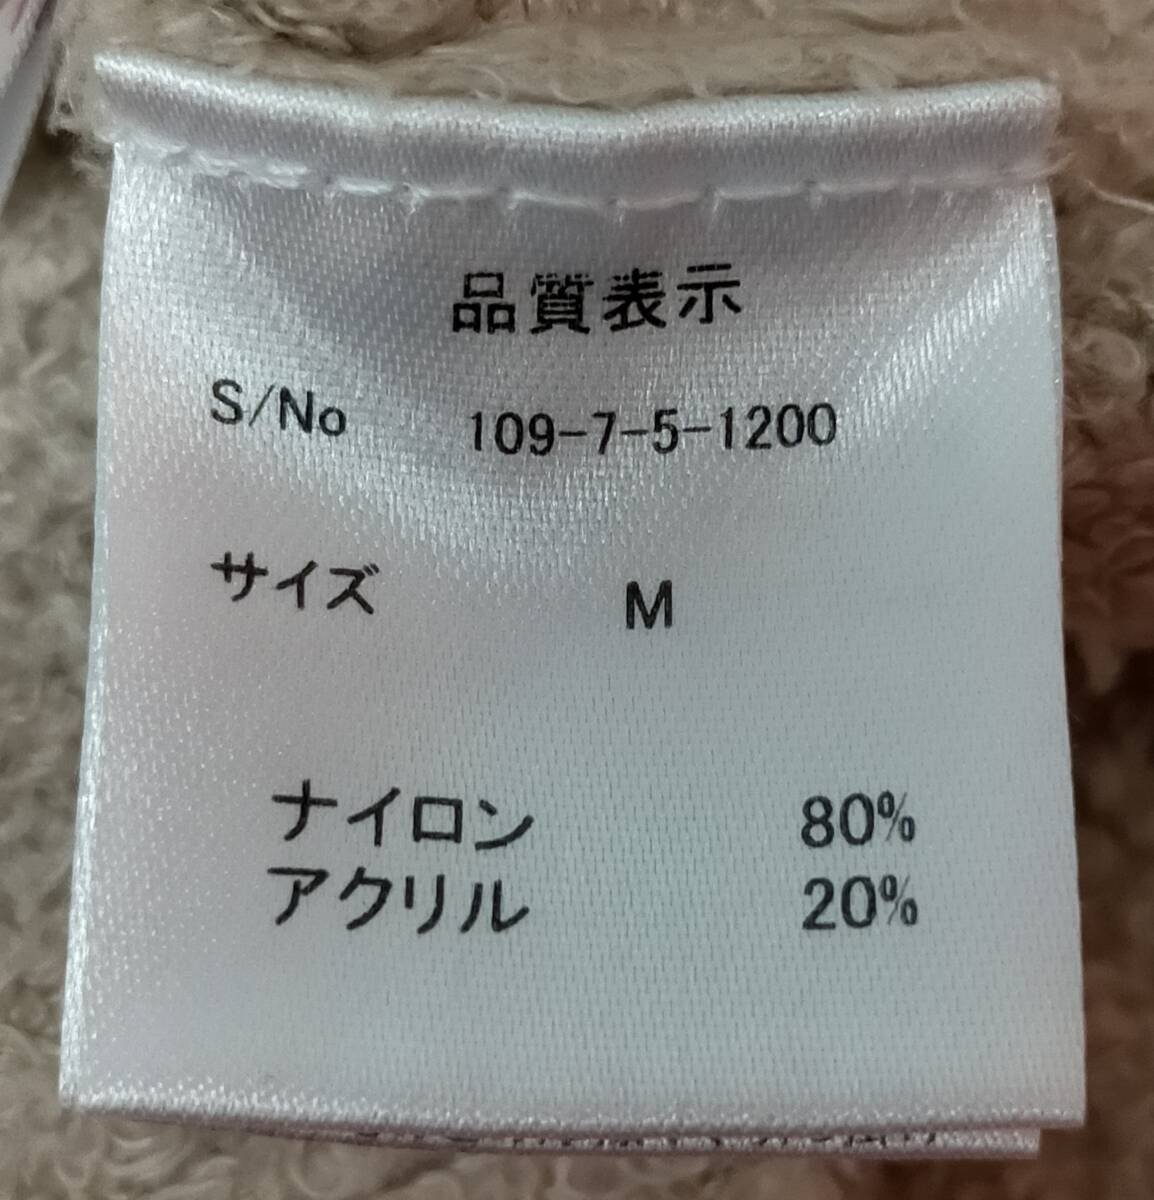 品質表示
S/No 109-7-5-1200
サイズ M
ナイロン 80%
アクリル 20%